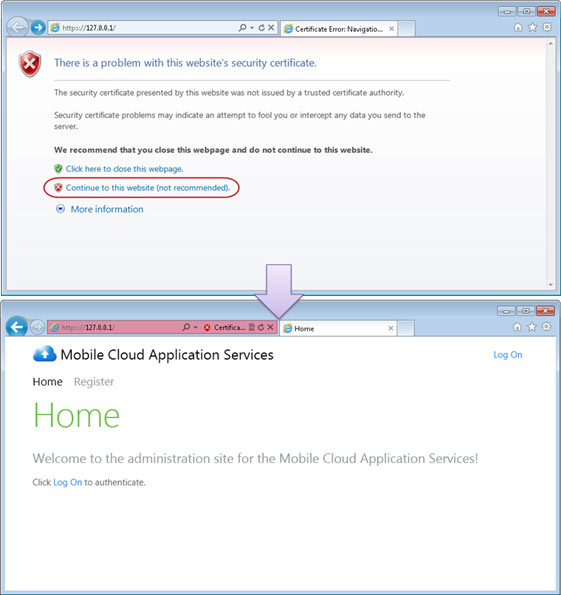 https://127.0.0.1/
Certificate Error: Navigatio...
There is a problem with this website's security certificate.
The security certificate presented by this website was not issued by a trusted certificate authority.
Security certificate problems may indicate an attempt to fool you or intercept any data you send to the
server.
We recommend that you close this webpage and do not continue to this website.
Click here to close this webpage.
Continue to this website (not recommended).
More information
https://127.0.0.1/
Certifica...
Home
Mobile Cloud Application Services
Log On
Home Register
Home
Welcome to the administration site for the Mobile Cloud Application Services!
Click Log On to authenticate.